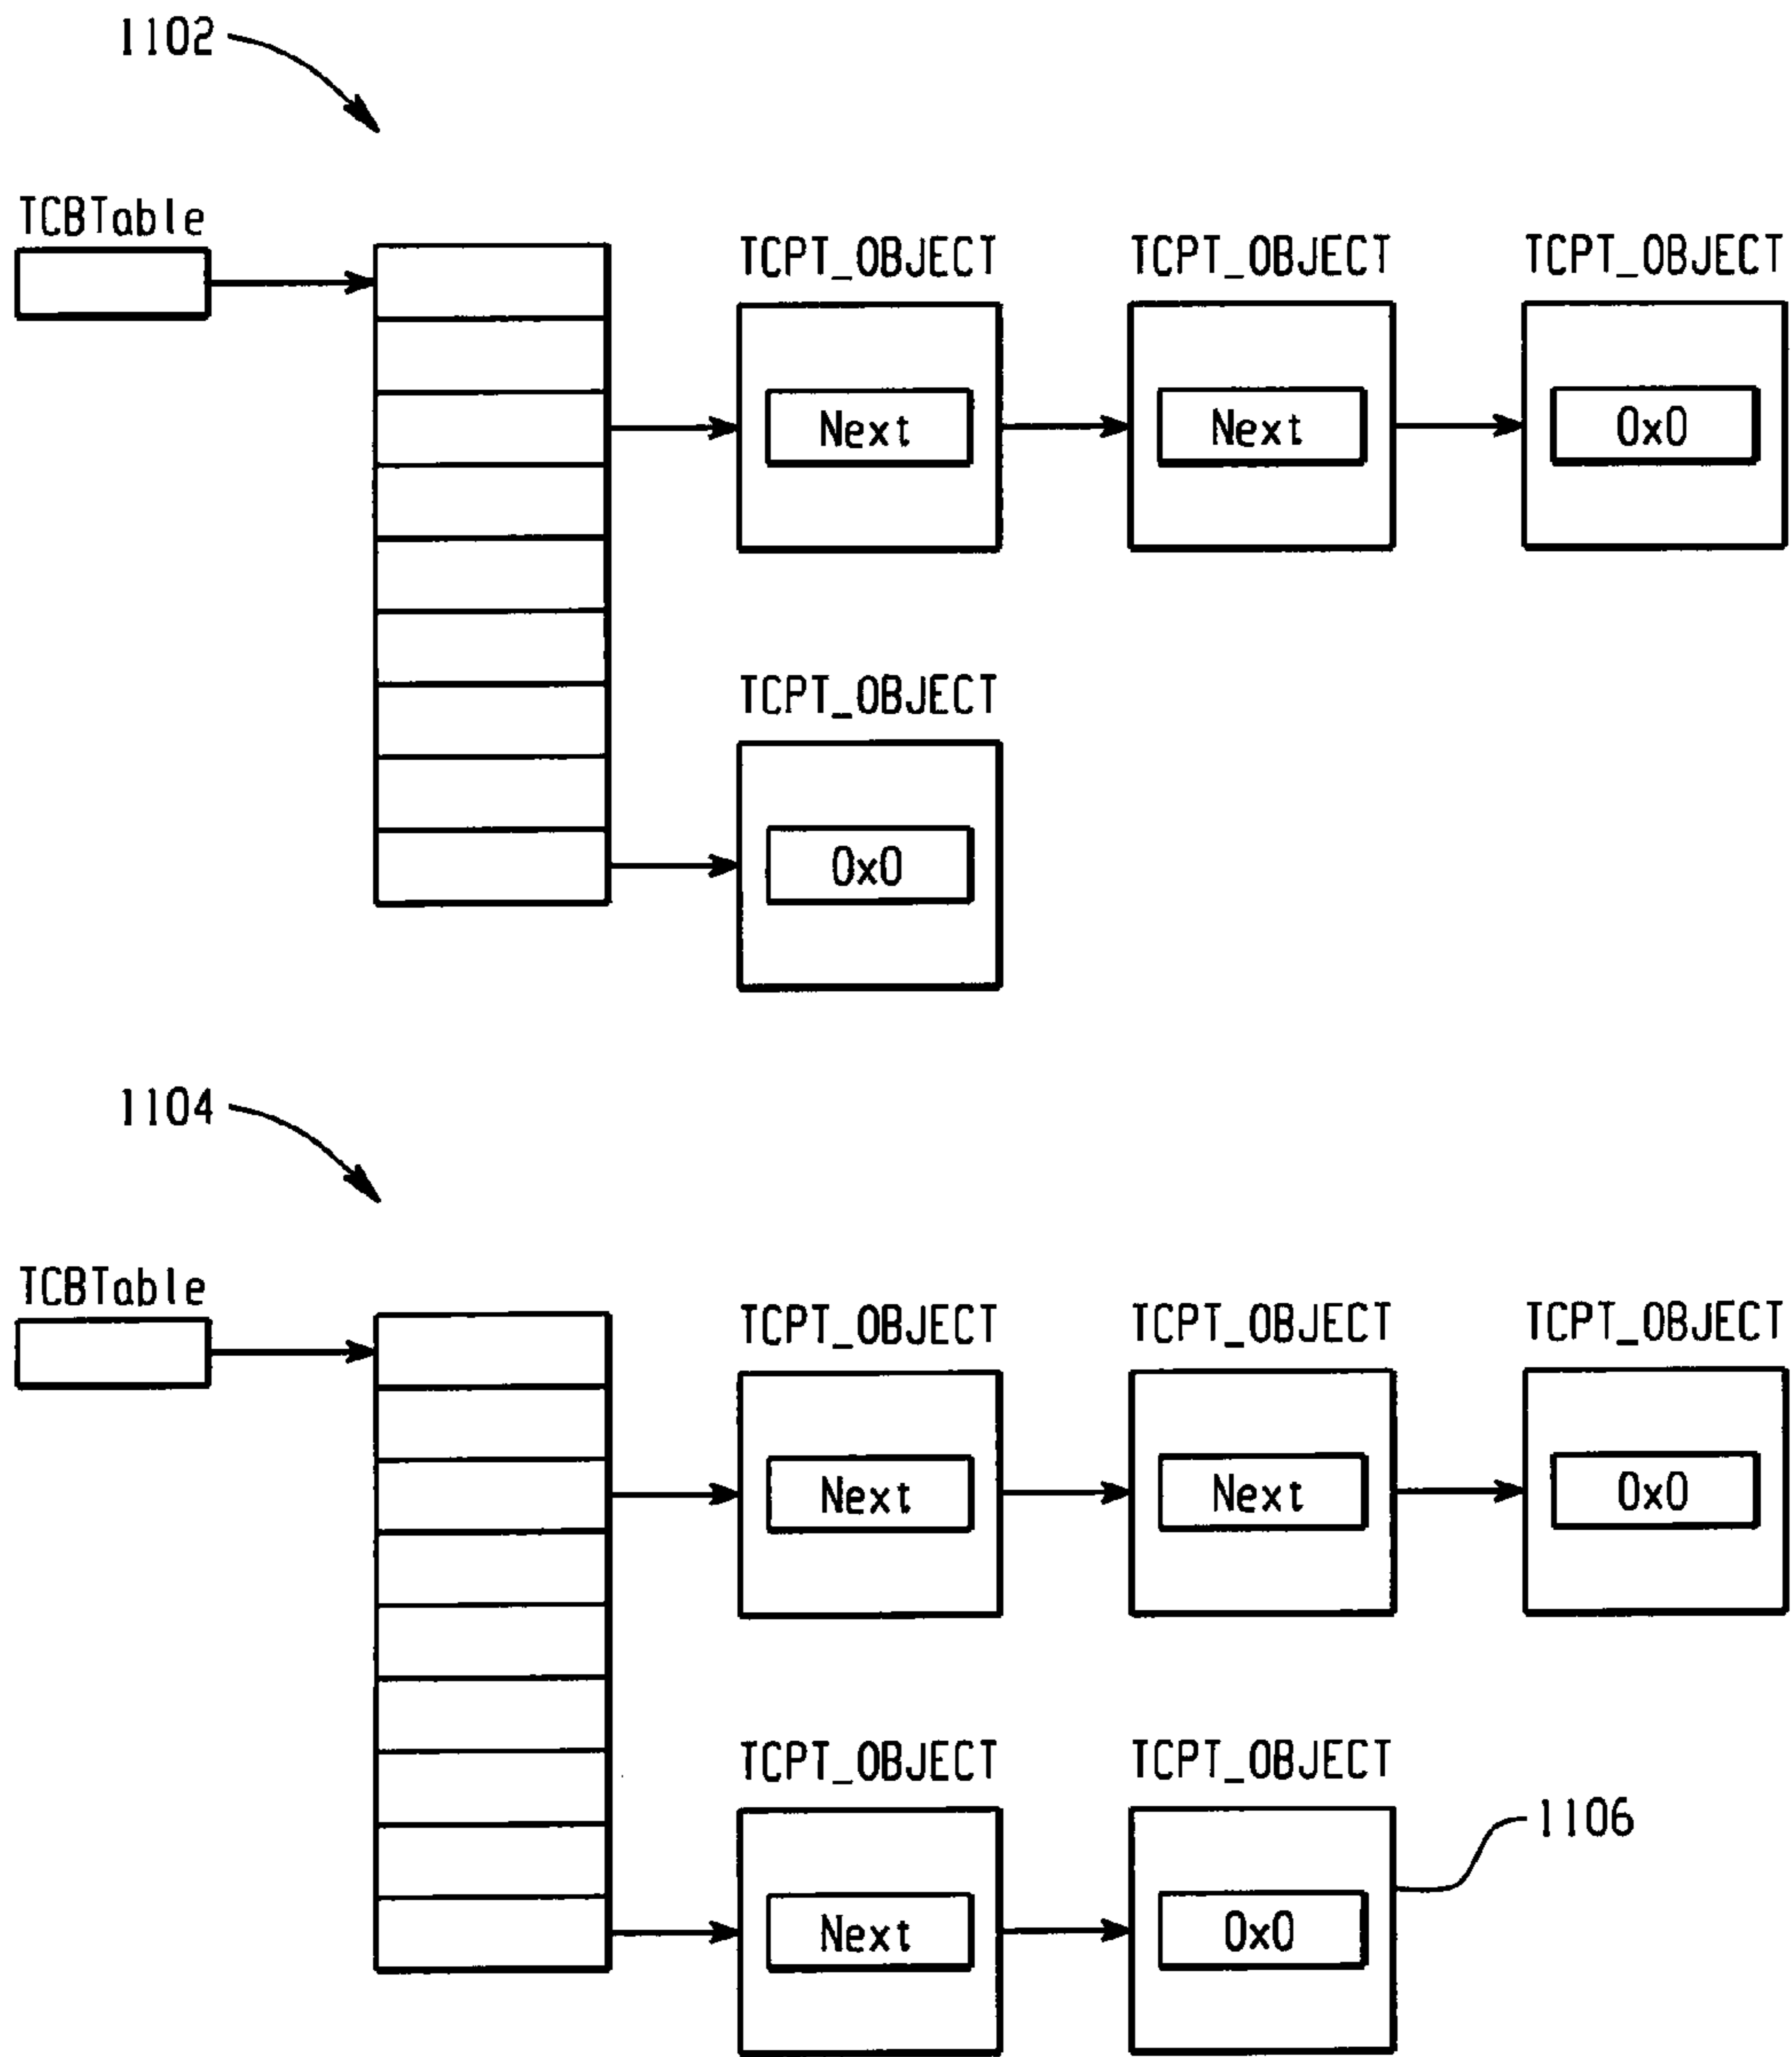 1102
TCBTable
TCPT_OBJECT TCPT_OBJECT TCPT_OBJECT
Next Next 0x0
TCPT_OBJECT
0x0
1104
TCBTable
TCPT_OBJECT TCPT_OBJECT TCPT_OBJECT
Next Next 0x0
TCPT_OBJECT TCPT_OBJECT
1106
Next 0x0